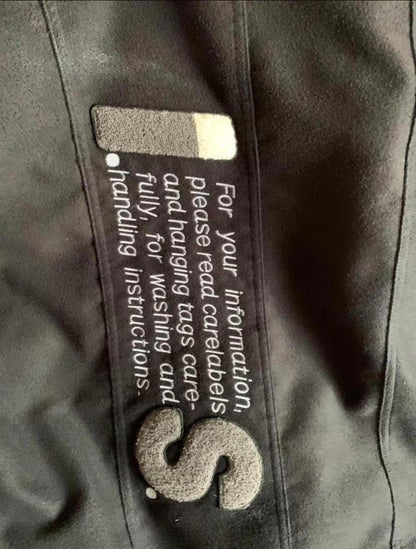 For your information,
please read carelabels
and hanging tags care-
fully, for washing and
handling instructions.
S